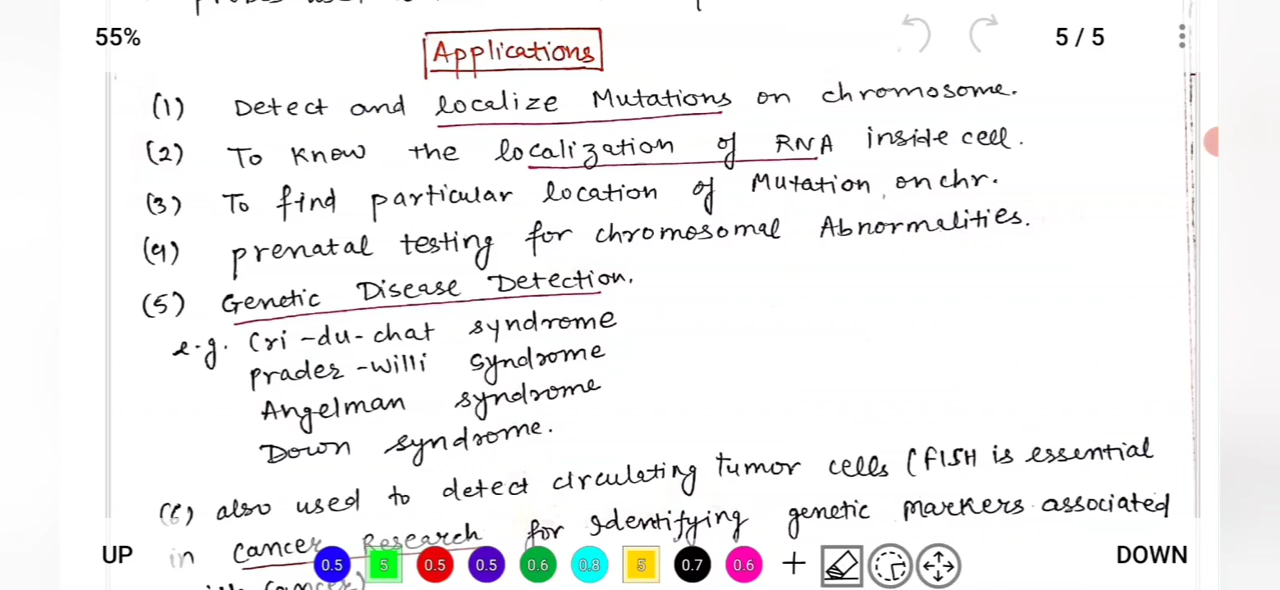 probes used
55%
5 / 5
Applications
(1) Detect and localize Mutations on chromosome.
(2) To know the localization of RNA inside cell.
(3) To find particular location of Mutation on chr.
(4) prenatal testing for chromosomal Abnormalities.
(5) Genetic Disease Detection.
e.g. Cri-du-chat syndrome
Prader-Willi syndrome
Angelman syndrome
Down syndrome.
(6) also used to detect circulating tumor cells (FISH is essential
in cancer Research for identifying genetic markers associated
with cancer)
UP
0.5 5 0.5 0.5 0.6 0.8 5 0.7 0.6 +
DOWN